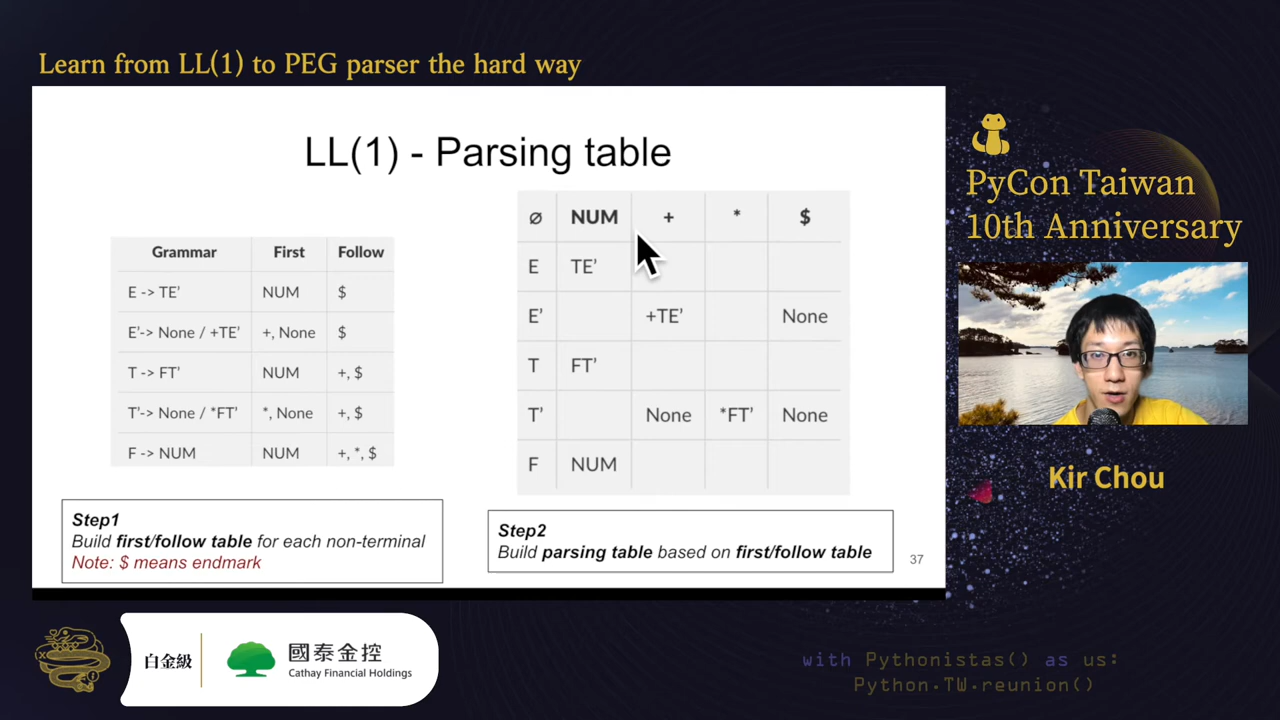 Learn from LL(1) to PEG parser the hard way
LL(1) - Parsing table
Grammar First Follow
E -> TE’ NUM $
E’-> None / +TE’ +, None $
T -> FT’ NUM +, $
T’-> None / *FT’ *, None +, $
F -> NUM NUM +, *, $
Step1
Build first/follow table for each non-terminal
Note: $ means endmark
∅ NUM + * $
E TE’
E’ +TE’ None
T FT’
T’ None *FT’ None
F NUM
Step2
Build parsing table based on first/follow table
37
PyCon Taiwan
10th Anniversary
Kir Chou
白金級
國泰金控
Cathay Financial Holdings
with Pythonistas() as us:
Python.TW.reunion()